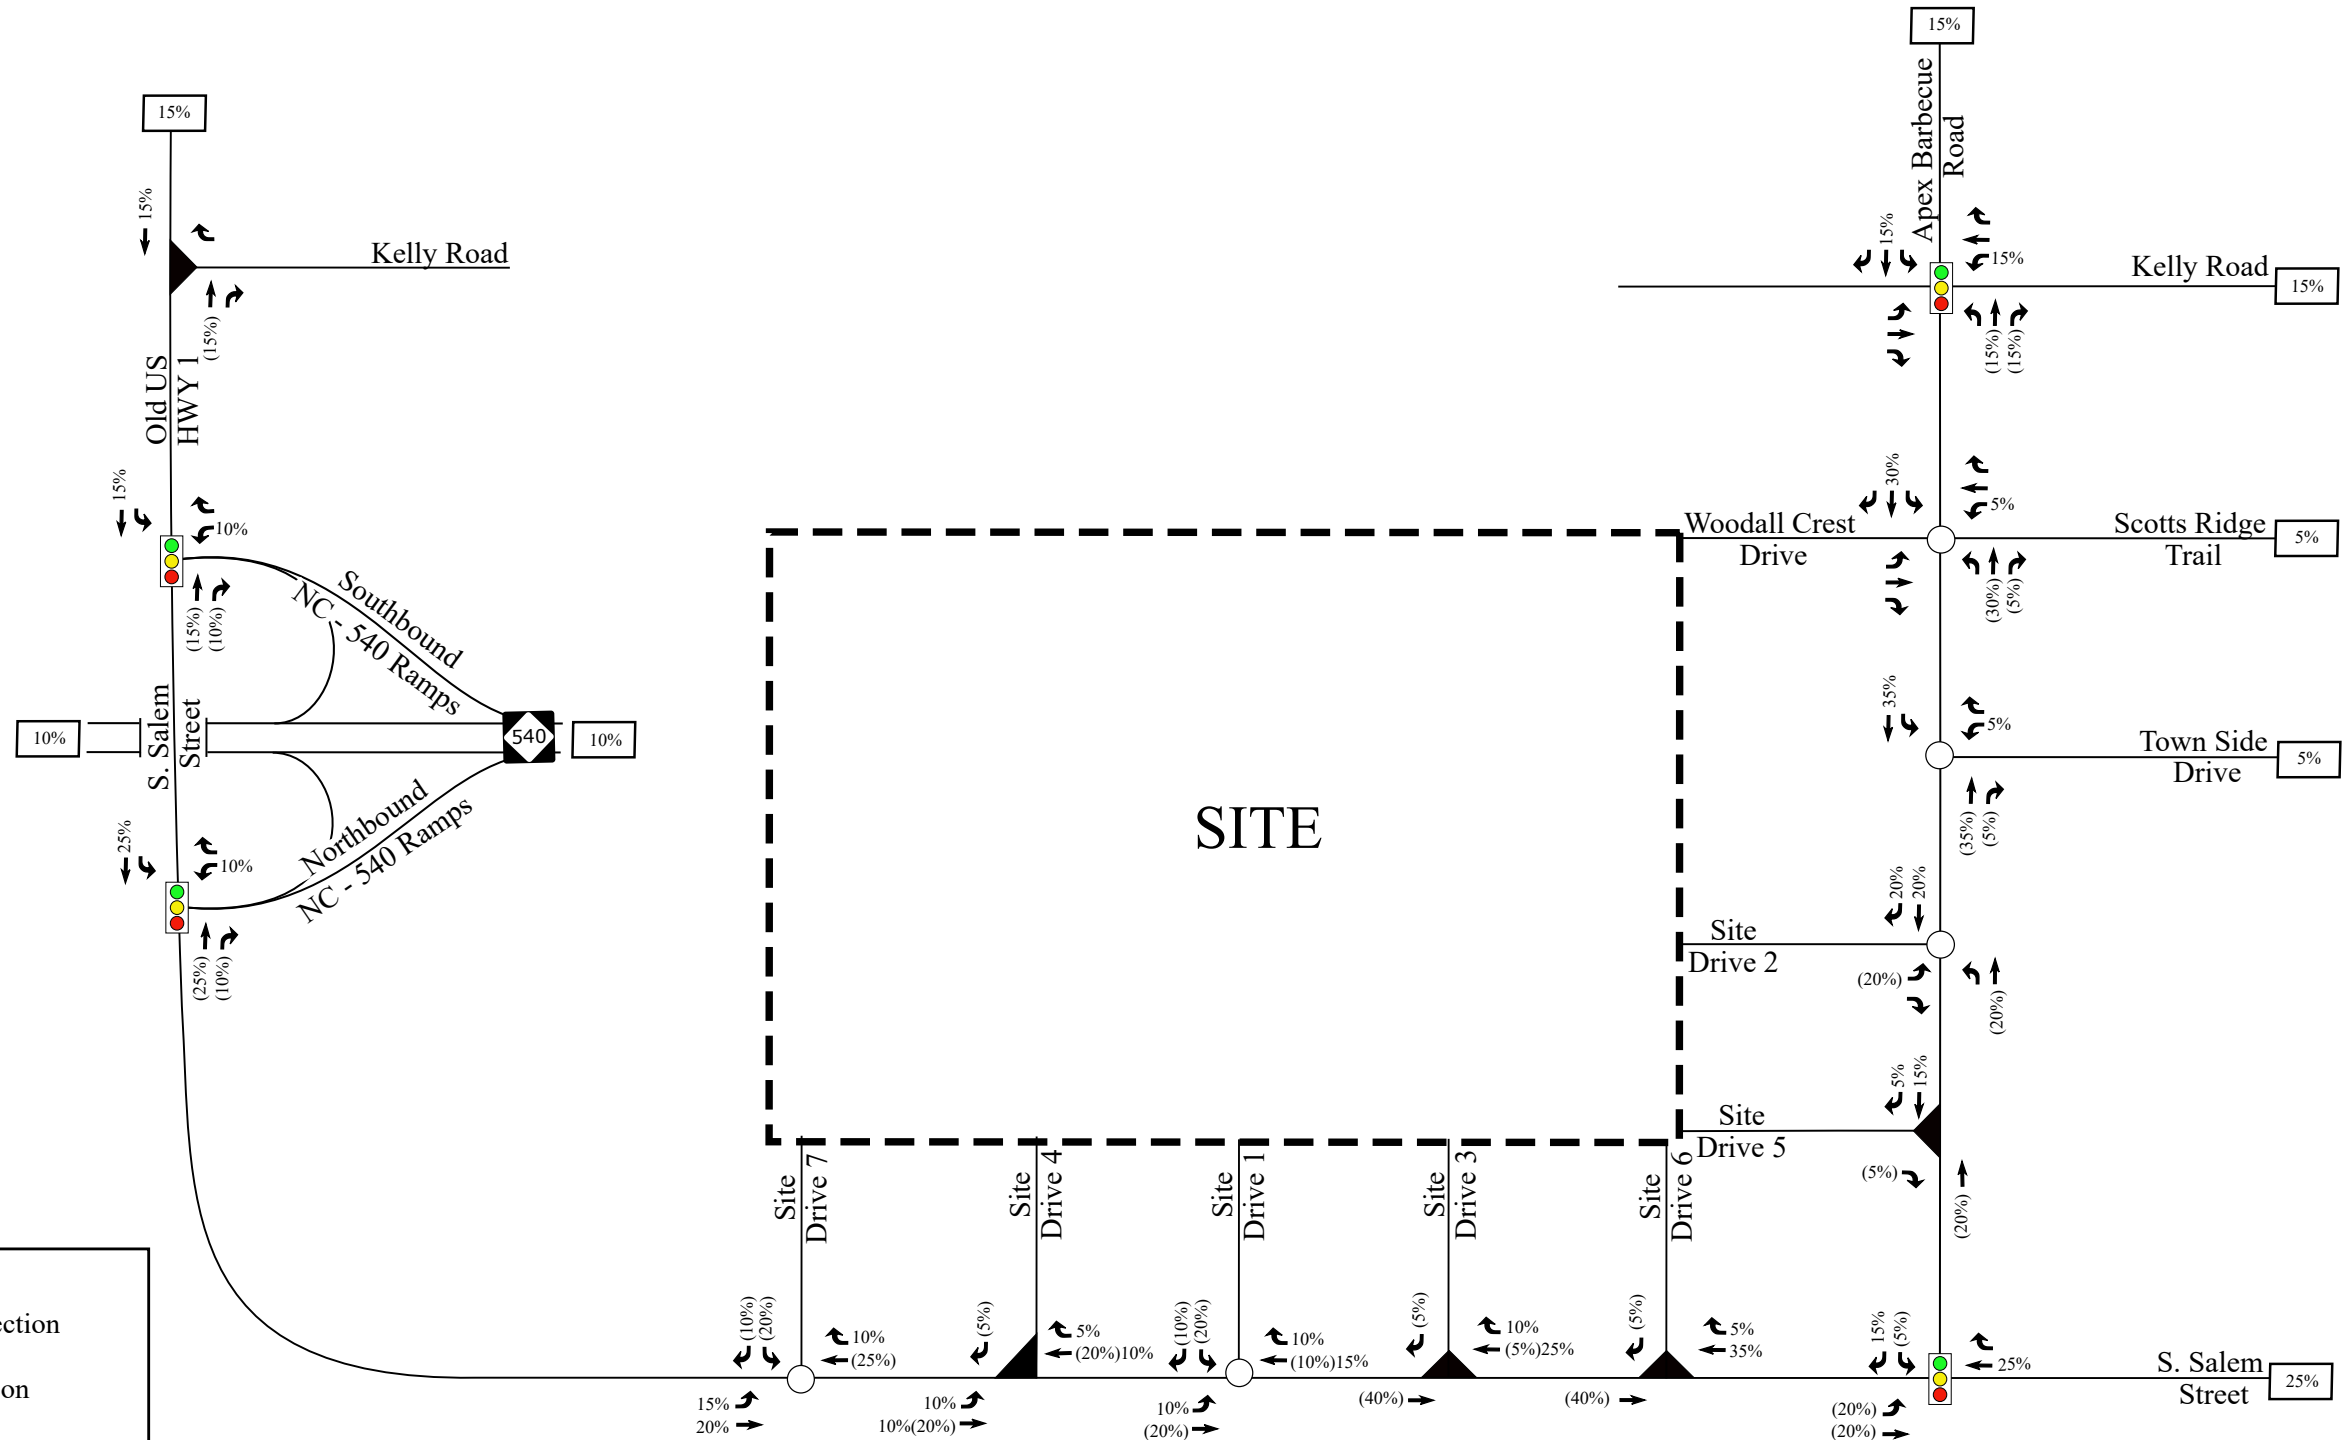 15%
Apex Barbecue
Road
15%
15%
Kelly Road
(15%)
Old US
HWY 1
15%
15%
Kelly Road
15%
(15%)
(15%)
15%
10%
(15%)
(10%)
Southbound
NC - 540 Ramps
30%
5%
Woodall Crest
Drive
Scotts Ridge
Trail
5%
(30%)
(5%)
10%
S. Salem
Street
540
10%
35%
5%
Town Side
Drive
5%
(35%)
(5%)
SITE
25%
10%
Northbound
NC - 540 Ramps
(25%)
(10%)
20%
20%
Site
Drive 2
(20%)
(20%)
5%
15%
Site
Drive 5
(5%)
(20%)
Site
Drive 7
Site
Drive 4
Site
Drive 1
Site
Drive 3
Site
Drive 6
(10%)
(20%)
10%
(25%)
15%
20%
(5%)
5%
(20%)10%
10%
10%(20%)
(10%)
(20%)
10%
(10%)15%
10%
(20%)
(5%)
10%
(5%)25%
(40%)
(5%)
5%
35%
(40%)
15%
(5%)
25%
(20%)
(20%)
S. Salem
Street
25%
ction
on